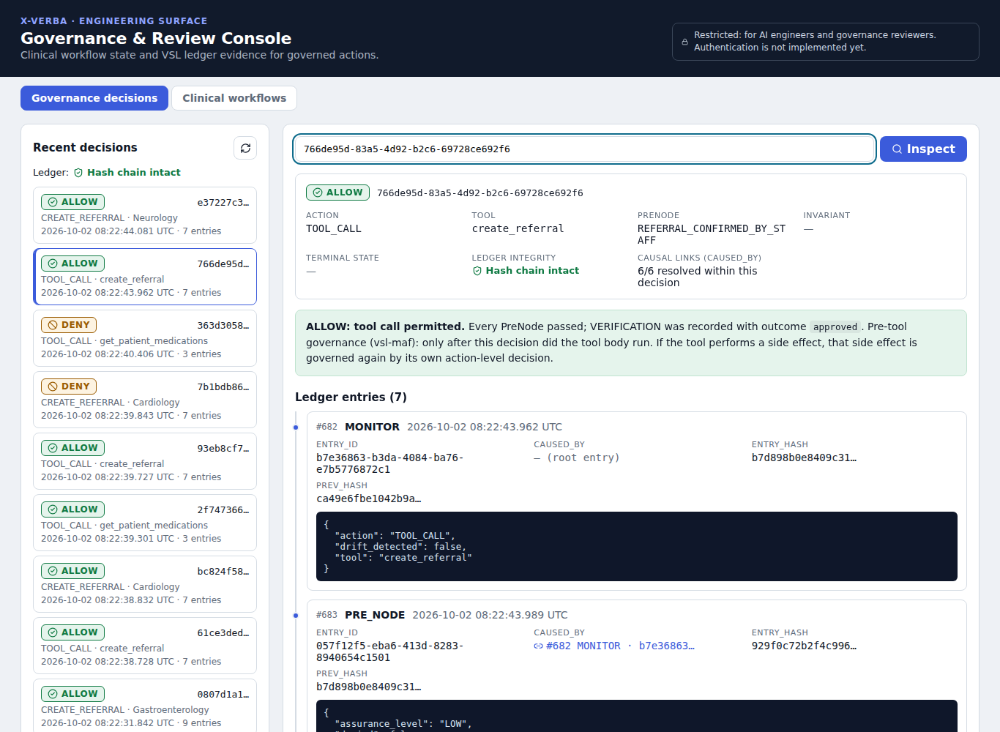 X-VERBA · ENGINEERING SURFACE
Governance & Review Console
Clinical workflow state and VSL ledger evidence for governed actions.
Restricted: for AI engineers and governance reviewers.
Authentication is not implemented yet.
Governance decisions
Clinical workflows
Recent decisions
Ledger: Hash chain intact
ALLOW e37227c3…
CREATE_REFERRAL · Neurology
2026-10-02 08:22:44.081 UTC · 7 entries
ALLOW 766de95d…
TOOL_CALL · create_referral
2026-10-02 08:22:43.962 UTC · 7 entries
DENY 363d3058…
TOOL_CALL · get_patient_medications
2026-10-02 08:22:40.406 UTC · 3 entries
DENY 7b1bdb86…
CREATE_REFERRAL · Cardiology
2026-10-02 08:22:39.843 UTC · 7 entries
ALLOW 93eb8cf7…
TOOL_CALL · create_referral
2026-10-02 08:22:39.727 UTC · 7 entries
ALLOW 2f747366…
TOOL_CALL · get_patient_medications
2026-10-02 08:22:39.301 UTC · 3 entries
ALLOW bc824f58…
CREATE_REFERRAL · Cardiology
2026-10-02 08:22:38.832 UTC · 7 entries
ALLOW 61ce3ded…
TOOL_CALL · create_referral
2026-10-02 08:22:38.728 UTC · 7 entries
ALLOW 0807d1a1…
CREATE_REFERRAL · Gastroenterology
2026-10-02 08:22:31.842 UTC · 9 entries
766de95d-83a5-4d92-b2c6-69728ce692f6
Inspect
ALLOW 766de95d-83a5-4d92-b2c6-69728ce692f6
ACTION
TOOL_CALL
TOOL
create_referral
PRENODE
REFERRAL_CONFIRMED_BY_ST
AFF
INVARIANT
—
TERMINAL STATE
—
LEDGER INTEGRITY
Hash chain intact
CAUSAL LINKS (CAUSED_BY)
6/6 resolved within this
decision
ALLOW: tool call permitted. Every PreNode passed; VERIFICATION was recorded with outcome approved. Pre-tool
governance (vsl-maf): only after this decision did the tool body run. If the tool performs a side effect, that side effect is
governed again by its own action-level decision.
Ledger entries (7)
#682 MONITOR 2026-10-02 08:22:43.962 UTC
ENTRY_ID
b7e36863-b3da-4084-ba76-
e7b5776872c1
CAUSED_BY
— (root entry)
ENTRY_HASH
b7d898b0e8409c31…
PREV_HASH
ca49e6fbe1042b9a…
{
"action": "TOOL_CALL",
"drift_detected": false,
"tool": "create_referral"
}
#683 PRE_NODE 2026-10-02 08:22:43.989 UTC
ENTRY_ID
057f12f5-eba6-413d-8283-
8940654c1501
CAUSED_BY
#682 MONITOR · b7e36863…
ENTRY_HASH
929f0c72b2f4c996…
PREV_HASH
b7d898b0e8409c31…
{
"assurance_level": "LOW",